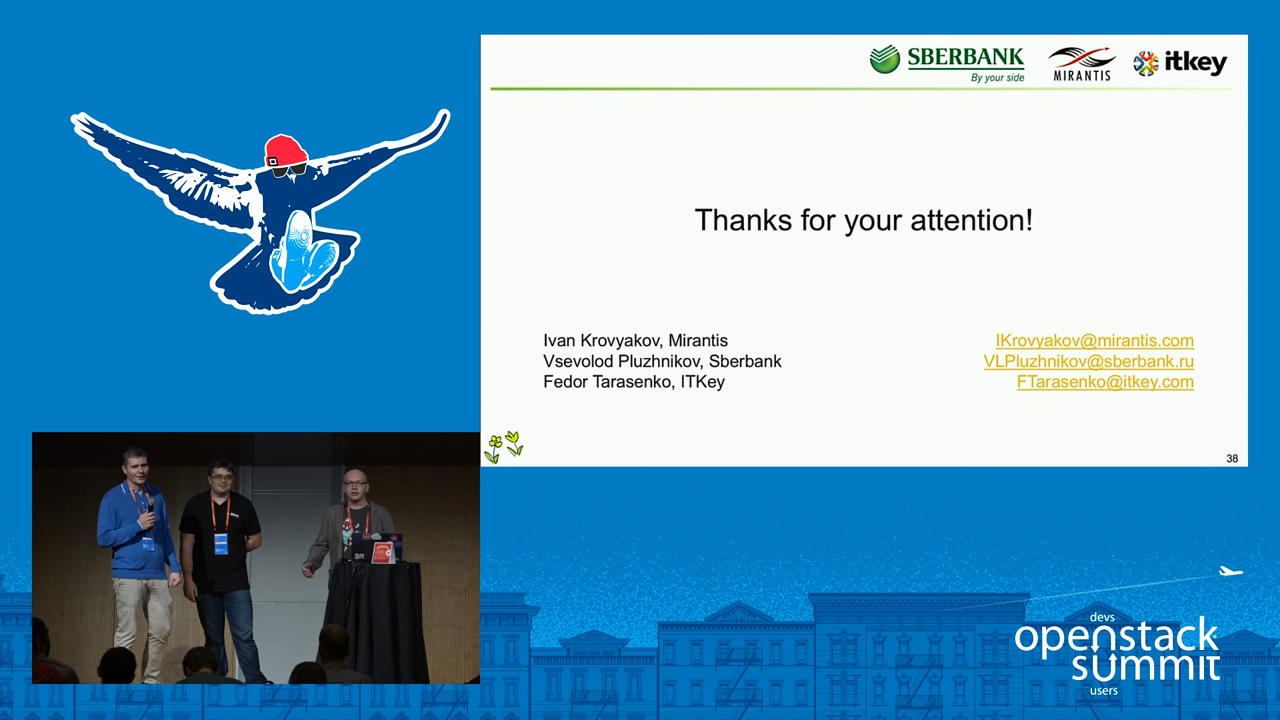 SBERBANK
By your side
MIRANTIS
itkey
Thanks for your attention!
Ivan Krovyakov, Mirantis
IKrovyakov@mirantis.com
Vsevolod Pluzhnikov, Sberbank
VLPluzhnikov@sberbank.ru
Fedor Tarasenko, ITKey
FTarasenko@itkey.com
38
devs
openstack
summit
users